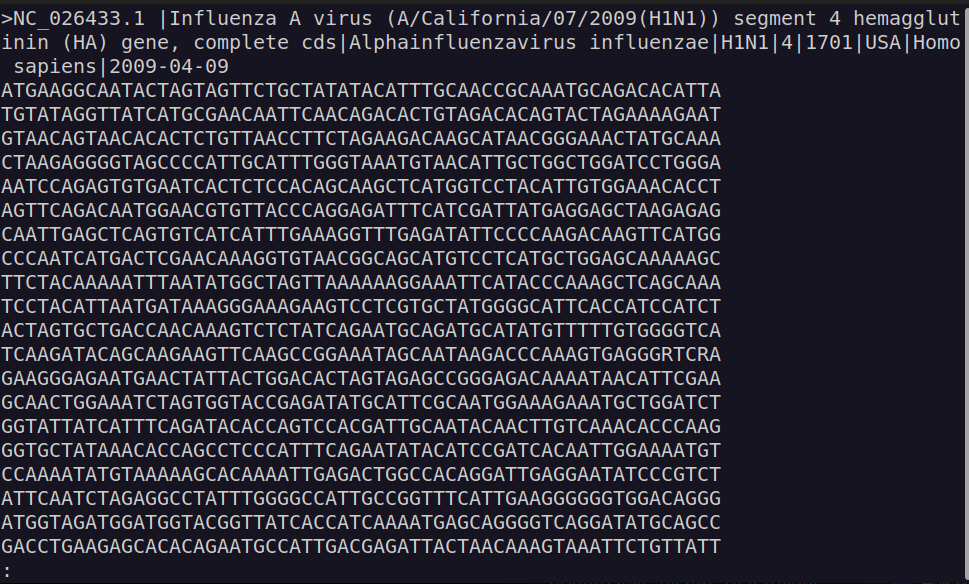 >NC_026433.1 |Influenza A virus (A/California/07/2009(H1N1)) segment 4 hemagglut
inin (HA) gene, complete cds|Alphainfluenzavirus influenzae|H1N1|4|1701|USA|Homo
 sapiens|2009-04-09
ATGAAGGCAATACTAGTAGTTCTGCTATATACATTTGCAACCGCAAATGCAGACACATTA
TGTATAGGTTATCATGCGAACAATTCAACAGACACTGTAGACACAGTACTAGAAAAGAAT
GTAACAGTAACACACTCTGTTAACCTTCTAGAAGACAAGCATAACGGGAAACTATGCAAA
CTAAGAGGGGTAGCCCCATTGCATTTGGGTAAATGTAACATTGCTGGCTGGATCCTGGGA
AATCCAGAGTGTGAATCACTCTCCACAGCAAGCTCATGGTCCTACATTGTGGAAACACCT
AGTTCAGACAATGGAACGTGTTACCCAGGAGATTTCATCGATTATGAGGAGCTAAGAGAG
CAATTGAGCTCAGTGTCATCATTTGAAAGGTTTGAGATATTCCCCAAGACAAGTTCATGG
CCCAATCATGACTCGAACAAAGGTGTAACGGCAGCATGTCCTCATGCTGGAGCAAAAAGC
TTCTACAAAAATTTAATATGGCTAGTTAAAAAAGGAAATTCATACCCAAAGCTCAGCAAA
TCCTACATTAATGATAAAGGGAAAGAAGTCCTCGTGCTATGGGGCATTCACCATCCATCT
ACTAGTGCTGACCAACAAAGTCTCTATCAGAATGCAGATGCATATGTTTTTGTGGGGTCA
TCAAGATACAGCAAGAAGTTCAAGCCGGAAATAGCAATAAGACCCAAAGTGAGGGRTCRA
GAAGGGAGAATGAACTATTACTGGACACTAGTAGAGCCGGGAGACAAAATAACATTCGAA
GCAACTGGAAATCTAGTGGTACCGAGATATGCATTCGCAATGGAAAGAAATGCTGGATCT
GGTATTATCATTTCAGATACACCAGTCCACGATTGCAATACAACTTGTCAAACACCCAAG
GGTGCTATAAACACCAGCCTCCCATTTCAGAATATACATCCGATCACAATTGGAAAATGT
CCAAAATATGTAAAAAGCACAAAATTGAGACTGGCCACAGGATTGAGGAATATCCCGTCT
ATTCAATCTAGAGGCCTATTTGGGGCCATTGCCGGTTTCATTGAAGGGGGGTGGACAGGG
ATGGTAGATGGATGGTACGGTTATCACCATCAAAATGAGCAGGGGTCAGGATATGCAGCC
GACCTGAAGAGCACACAGAATGCCATTGACGAGATTACTAACAAAGTAAATTCTGTTATT
: